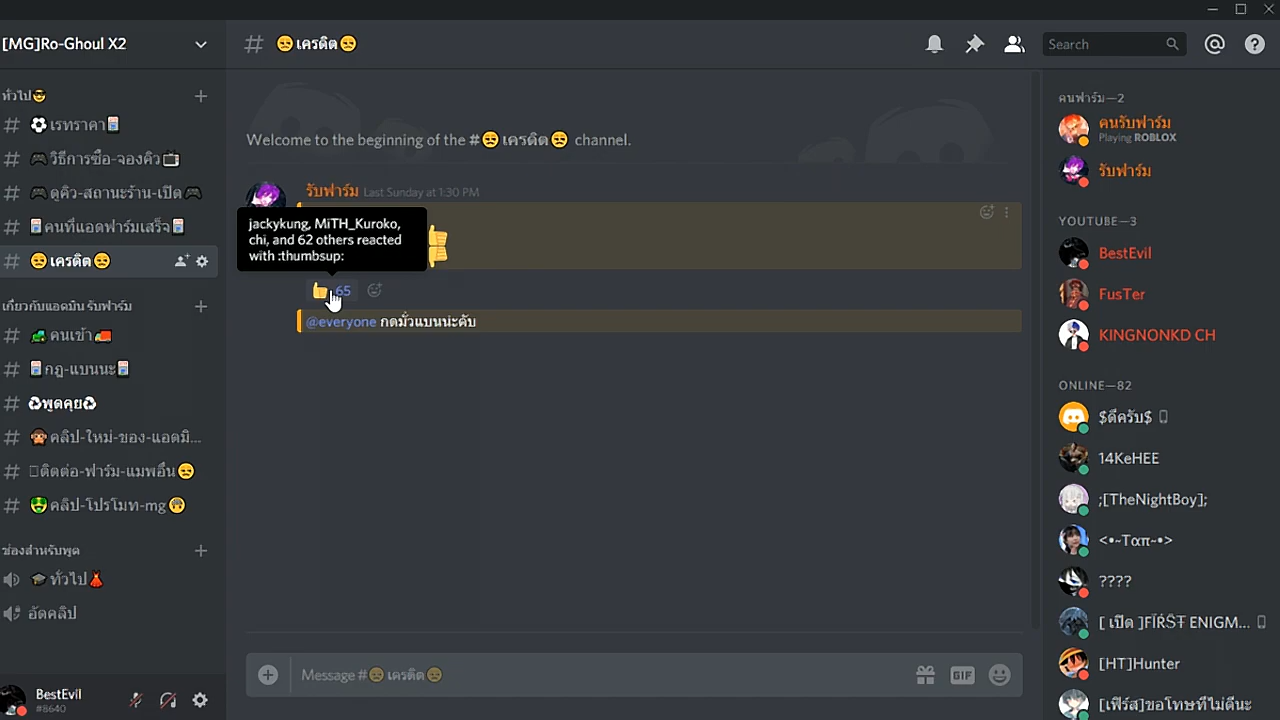 [MG]Ro-Ghoul X2
ทั่วไป😎
⚽เรทราคา🃏
🎮วิธีการซื้อ-จองคิว📺
🎮ดูคิว-สถานะร้าน-เปิด🎮
🃏คนที่แอดฟาร์มเสร็จ🃏
😒เครดิต😒
เกี่ยวกับแอดมิน รับฟาร์ม
คนเข้า
🃏กฎ-แบนนะ🃏
♻พูดคุย♻
🙊คลิป-ใหม่-ของ-แอดมิ...
ติดต่อ-ฟาร์ม-แมพอื่น😒
🤑คลิป-โปรโมท-mg
ช่องสำหรับพูด
🎓ทั่วไป👗
อัดคลิป
BestEvil
#8640
# 😒เครดิต😒
Search
Welcome to the beginning of the #😒เครดิต😒 channel.
รับฟาร์ม Last Sunday at 1:30 PM
jackykung, MiTH_Kuroko,
chi, and 62 others reacted
with :thumbsup:
👍 65
@everyone กดมั่วแบนน่ะคับ
Message #😒เครดิต😒
GIF
คนฟาร์ม—2
คนรับฟาร์ม
Playing ROBLOX
รับฟาร์ม
YOUTUBE—3
BestEvil
FusTer
KINGNONKD CH
ONLINE—82
$ดีครับ$
14KeHEE
;[TheNightBoy];
<•~Ταπ~•>
????
[ เปิด ]FĪŔŜŦ ENIGM...
[HT]Hunter
[เฟิร์ส]ขอโทษที่ไม่ดีนะ